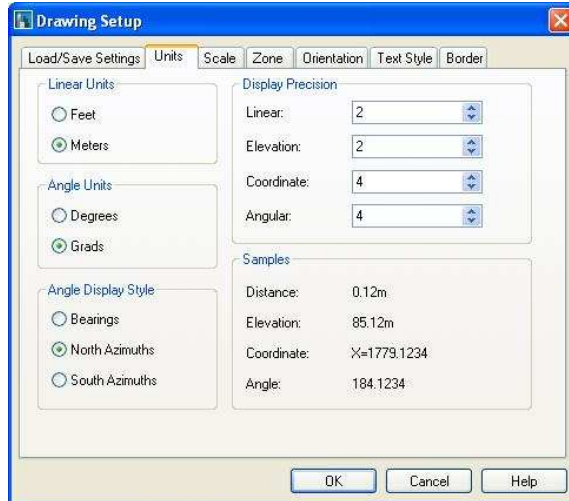 Drawing Setup
Load/Save Settings Units Scale Zone Orientation Text Style Border
Linear Units
Feet
Meters
Angle Units
Degrees
Grads
Angle Display Style
Bearings
North Azimuths
South Azimuths
Display Precision
Linear: 2
Elevation: 2
Coordinate: 4
Angular: 4
Samples
Distance: 0.12m
Elevation: 85.12m
Coordinate: X=1779.1234
Angle: 184.1234
OK Cancel Help